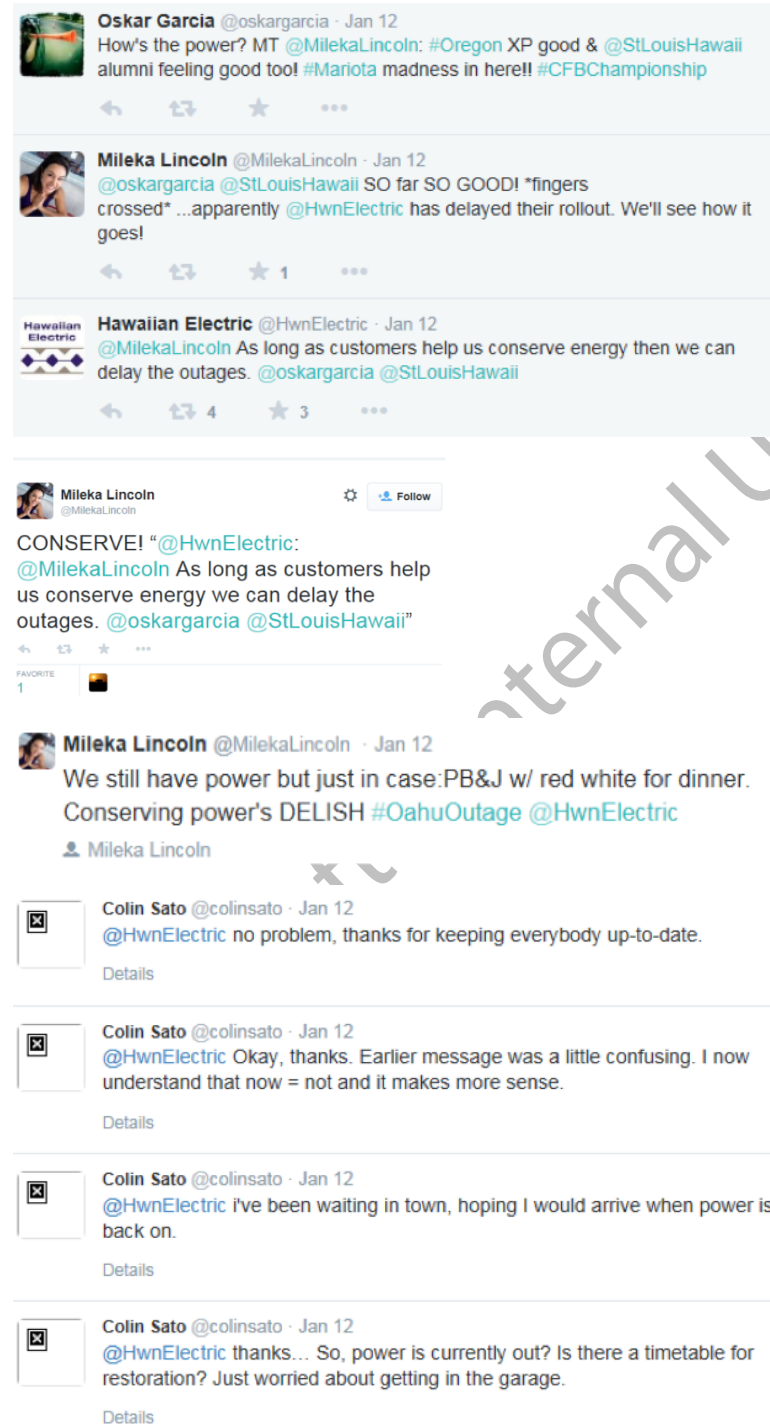 Oskar Garcia @oskargarcia · Jan 12
How's the power? MT @MilekaLincoln: #Oregon XP good & @StLouisHawaii
alumni feeling good too! #Mariota madness in here!! #CFBChampionship
Mileka Lincoln @MilekaLincoln · Jan 12
@oskargarcia @StLouisHawaii SO far SO GOOD! *fingers
crossed* ...apparently @HwnElectric has delayed their rollout. We'll see how it
goes!
1
Hawaiian
Electric
Hawaiian Electric @HwnElectric · Jan 12
@MilekaLincoln As long as customers help us conserve energy then we can
delay the outages. @oskargarcia @StLouisHawaii
4 3
Mileka Lincoln
@MilekaLincoln
Follow
CONSERVE! “@HwnElectric:
@MilekaLincoln As long as customers help
us conserve energy we can delay the
outages. @oskargarcia @StLouisHawaii”
FAVORITE
1
Mileka Lincoln @MilekaLincoln · Jan 12
We still have power but just in case:PB&J w/ red white for dinner.
Conserving power's DELISH #OahuOutage @HwnElectric
Mileka Lincoln
Colin Sato @colinsato · Jan 12
@HwnElectric no problem, thanks for keeping everybody up-to-date.
Details
Colin Sato @colinsato · Jan 12
@HwnElectric Okay, thanks. Earlier message was a little confusing. I now
understand that now = not and it makes more sense.
Details
Colin Sato @colinsato · Jan 12
@HwnElectric i've been waiting in town, hoping I would arrive when power is
back on.
Details
Colin Sato @colinsato · Jan 12
@HwnElectric thanks... So, power is currently out? Is there a timetable for
restoration? Just worried about getting in the garage.
Details